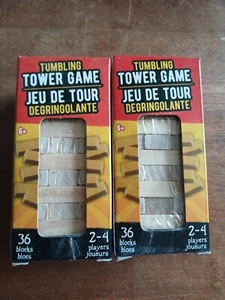 TUMBLING
TOWER GAME
JEU DE TOUR
DEGRINGOLANTE
6+
36
blocks
blocs
2-4
players
joueurs
TUMBLING
TOWER GAME
JEU DE TOUR
DEGRINGOLANTE
6+
36
blocks
blocs
2-4
players
joueurs